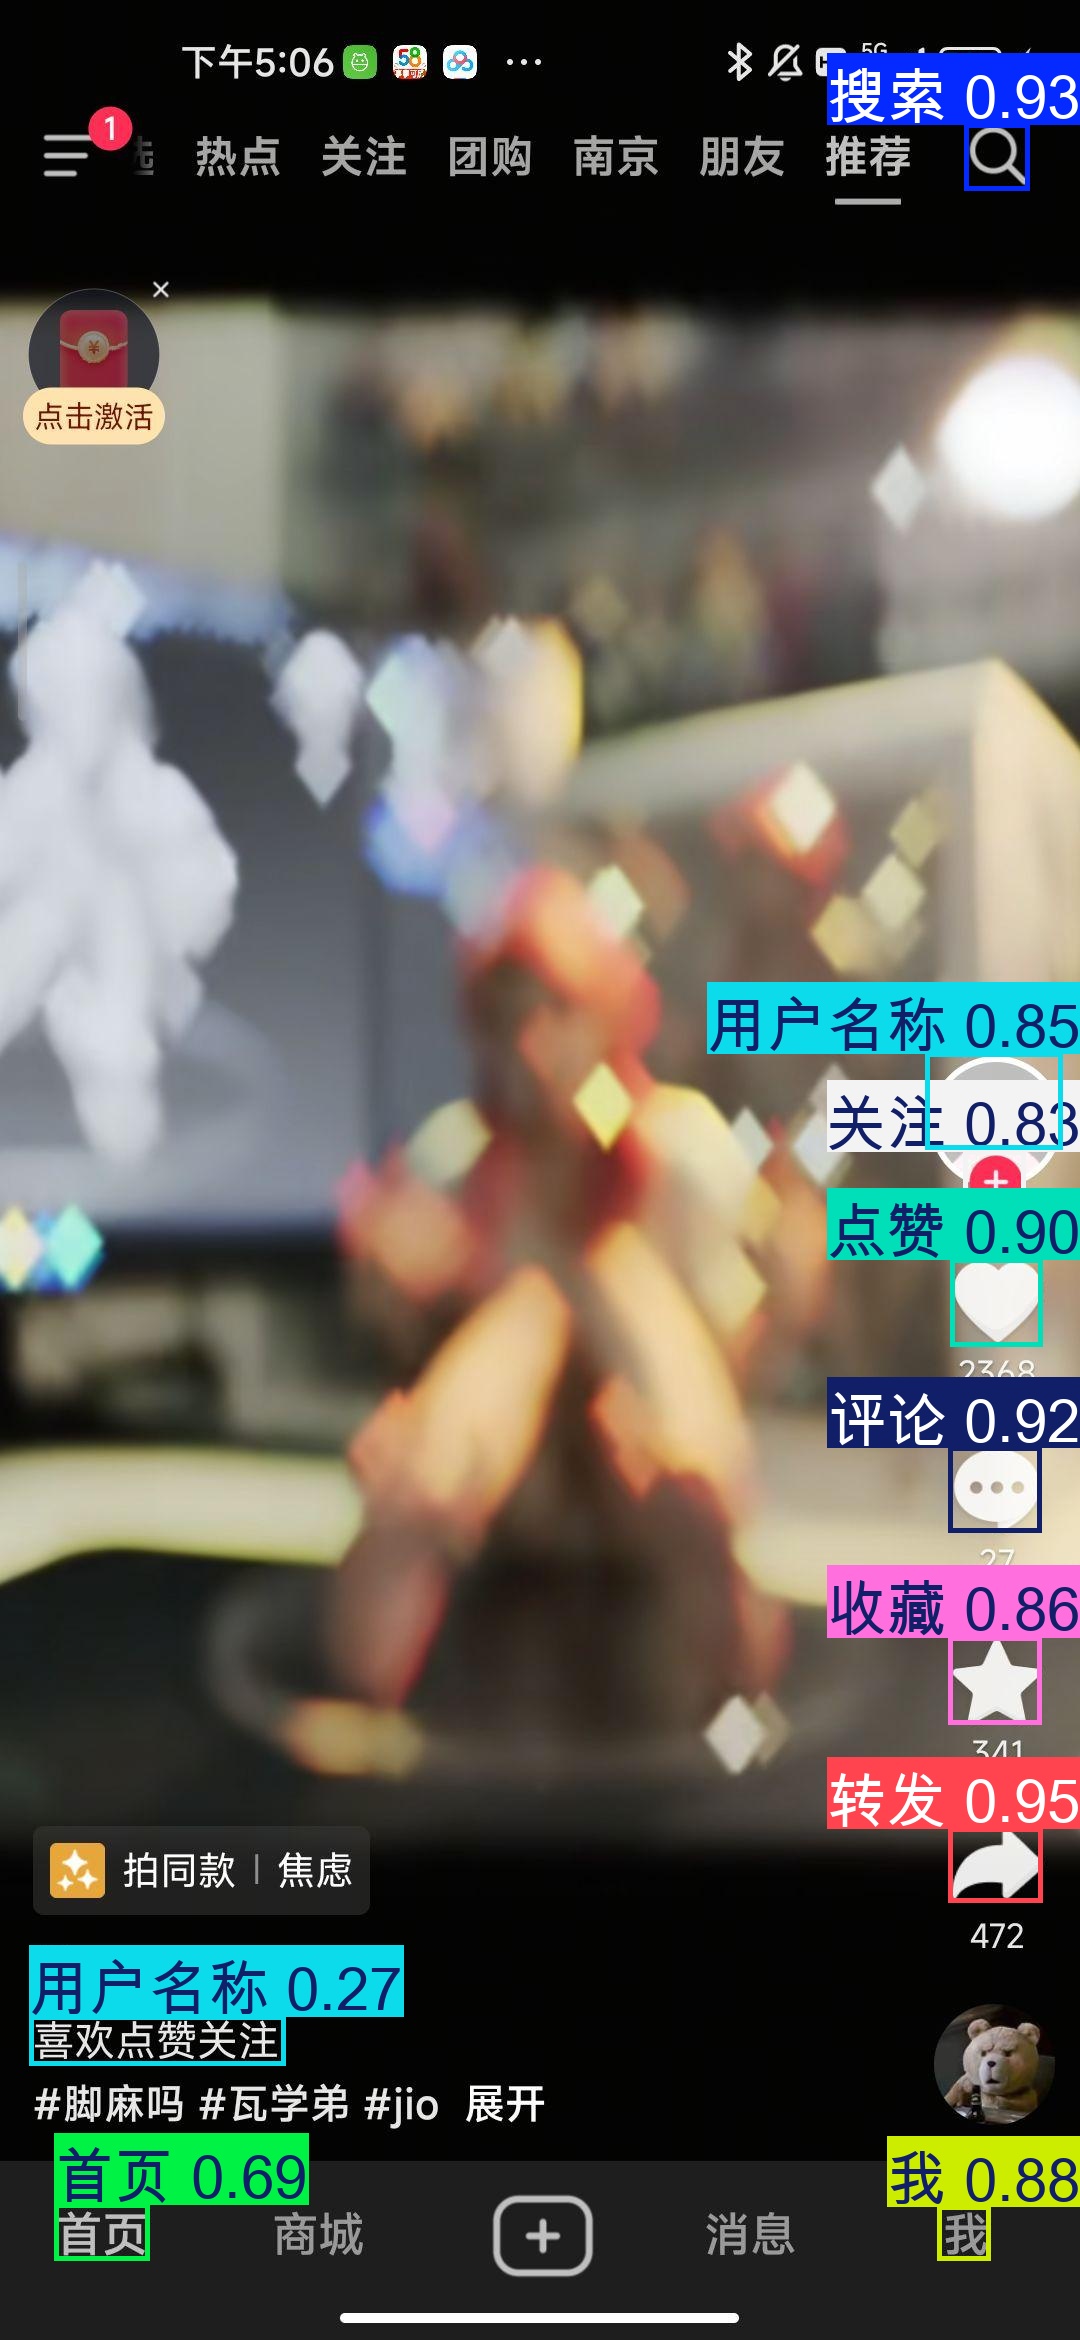 下午5:06
5G
搜索 0.93
1
热点 关注 团购 南京 朋友 推荐
点击激活
用户名称 0.85
关注 0.83
点赞 0.90
2368
评论 0.92
27
收藏 0.86
341
转发 0.95
472
拍同款 | 焦虑
用户名称 0.27
喜欢点赞关注
#脚麻吗 #瓦学弟 #jio 展开
首页 0.69
我 0.88
首页 商城 消息 我